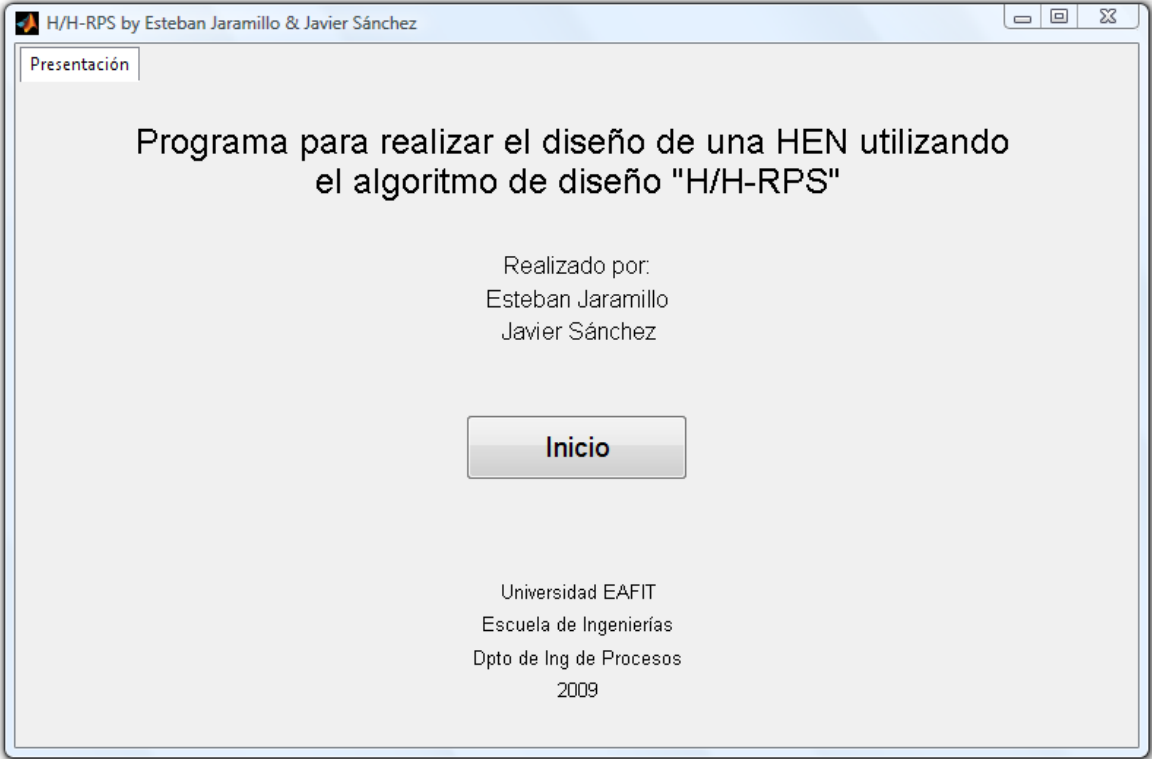 H/H-RPS by Esteban Jaramillo & Javier Sánchez
Presentación
Programa para realizar el diseño de una HEN utilizando
el algoritmo de diseño "H/H-RPS"
Realizado por:
Esteban Jaramillo
Javier Sánchez
Inicio
Universidad EAFIT
Escuela de Ingenierías
Dpto de Ing de Procesos
2009